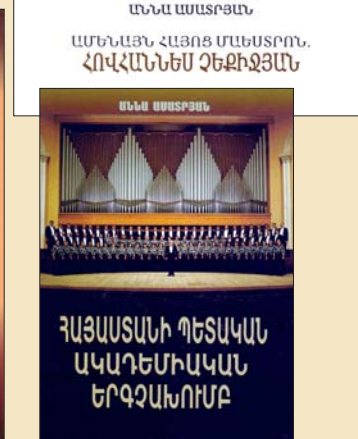 ԱՆՆԱ ԱՍԱՏՐՅԱՆ
ԱՄԵՆԱՅՆ ՀԱՅՈՑ ՄԱԵՍՏՐՈՆ.
ՀՈՎՀԱՆՆԵՍ ՉԵՔԻՋՅԱՆ
ԱՆՆԱ ԱՍԱՏՐՅԱՆ
ՀԱՅԱՍՏԱՆԻ ՊԵՏԱԿԱՆ
ԱԿԱԴԵՄԻԱԿԱՆ
ԵՐԳՉԱԽՈՒՄԲ